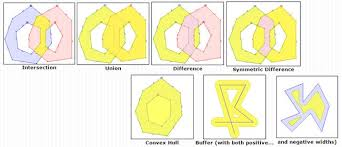 Intersection
Union
Difference
Symmetric Difference
Convex Hull
Buffer (with both positive... and negative widths)